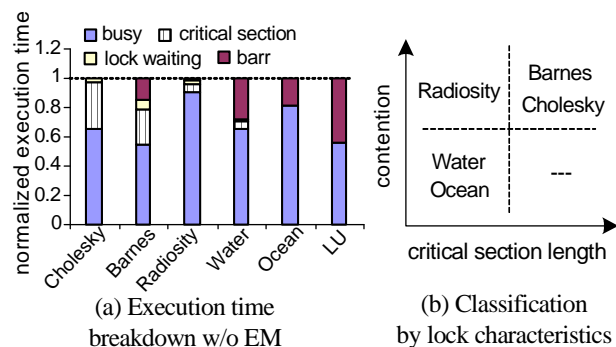 busy critical section
lock waiting barr
normalized execution time
1.2
1
0.8
0.6
0.4
0.2
0
Cholesky
Barnes
Radiosity
Water
Ocean
LU
(a) Execution time
breakdown w/o EM
contention
Radiosity
Barnes
Cholesky
Water
Ocean
---
critical section length
(b) Classification
by lock characteristics